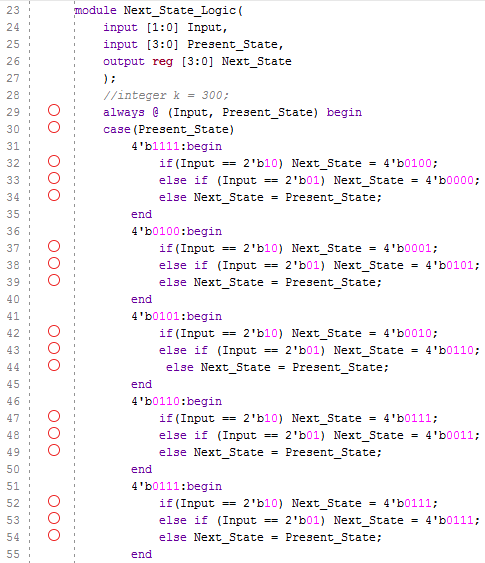 23 module Next_State_Logic(
24     input [1:0] Input,
25     input [3:0] Present_State,
26     output reg [3:0] Next_State
27     );
28     //integer k = 300;
29     always @ (Input, Present_State) begin
30     case(Present_State)
31         4'b1111:begin
32             if(Input == 2'b10) Next_State = 4'b0100;
33             else if (Input == 2'b01) Next_State = 4'b0000;
34             else Next_State = Present_State;
35         end
36         4'b0100:begin
37             if(Input == 2'b10) Next_State = 4'b0001;
38             else if (Input == 2'b01) Next_State = 4'b0101;
39             else Next_State = Present_State;
40         end
41         4'b0101:begin
42             if(Input == 2'b10) Next_State = 4'b0010;
43             else if (Input == 2'b01) Next_State = 4'b0110;
44              else Next_State = Present_State;
45         end
46         4'b0110:begin
47             if(Input == 2'b10) Next_State = 4'b0111;
48             else if (Input == 2'b01) Next_State = 4'b0011;
49             else Next_State = Present_State;
50         end
51         4'b0111:begin
52             if(Input == 2'b10) Next_State = 4'b0111;
53             else if (Input == 2'b01) Next_State = 4'b0111;
54             else Next_State = Present_State;
55         end